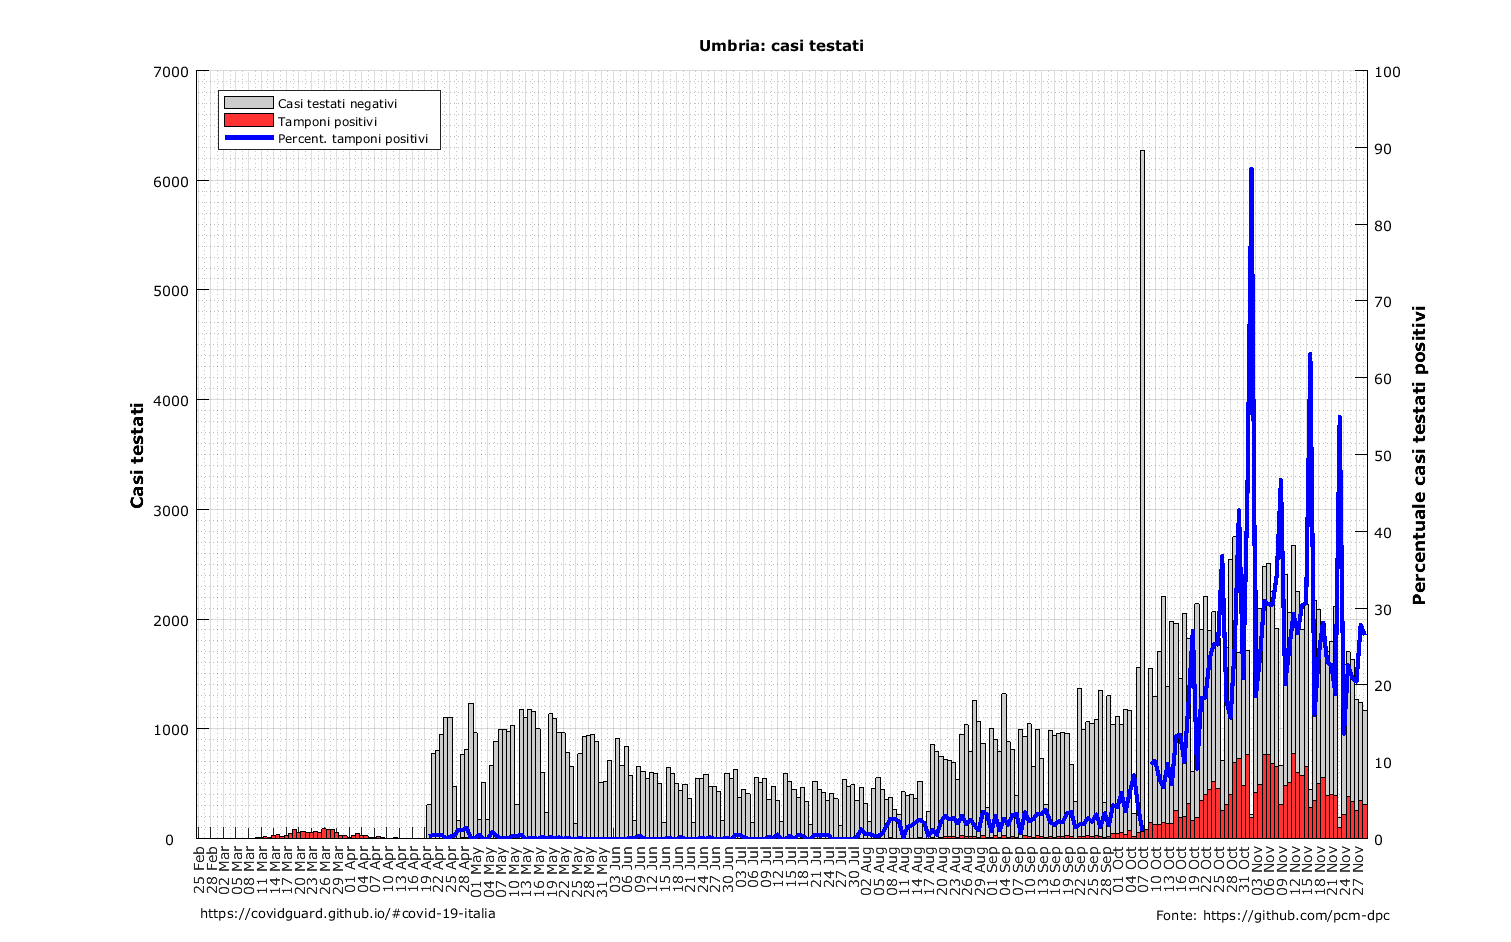 Umbria: casi testati
7000
6000
5000
4000
3000
2000
1000
0
100
90
80
70
60
50
40
30
20
10
0
Casi testati negativi
Tamponi positivi
Percent. tamponi positivi
Casi testati
Percentuale casi testati positivi
25 Feb
28 Feb
02 Mar
05 Mar
08 Mar
11 Mar
14 Mar
17 Mar
20 Mar
23 Mar
26 Mar
29 Mar
01 Apr
04 Apr
07 Apr
10 Apr
13 Apr
16 Apr
19 Apr
22 Apr
25 Apr
28 Apr
01 May
04 May
07 May
10 May
13 May
16 May
19 May
22 May
25 May
28 May
31 May
03 Jun
06 Jun
09 Jun
12 Jun
15 Jun
18 Jun
21 Jun
24 Jun
27 Jun
30 Jun
03 Jul
06 Jul
09 Jul
12 Jul
15 Jul
18 Jul
21 Jul
24 Jul
27 Jul
30 Jul
02 Aug
05 Aug
08 Aug
11 Aug
14 Aug
17 Aug
20 Aug
23 Aug
26 Aug
29 Aug
01 Sep
04 Sep
07 Sep
10 Sep
13 Sep
16 Sep
19 Sep
22 Sep
25 Sep
28 Sep
01 Oct
04 Oct
07 Oct
10 Oct
13 Oct
16 Oct
19 Oct
22 Oct
25 Oct
28 Oct
31 Oct
03 Nov
06 Nov
09 Nov
12 Nov
15 Nov
18 Nov
21 Nov
24 Nov
27 Nov
https://covidguard.github.io/#covid-19-italia
Fonte: https://github.com/pcm-dpc